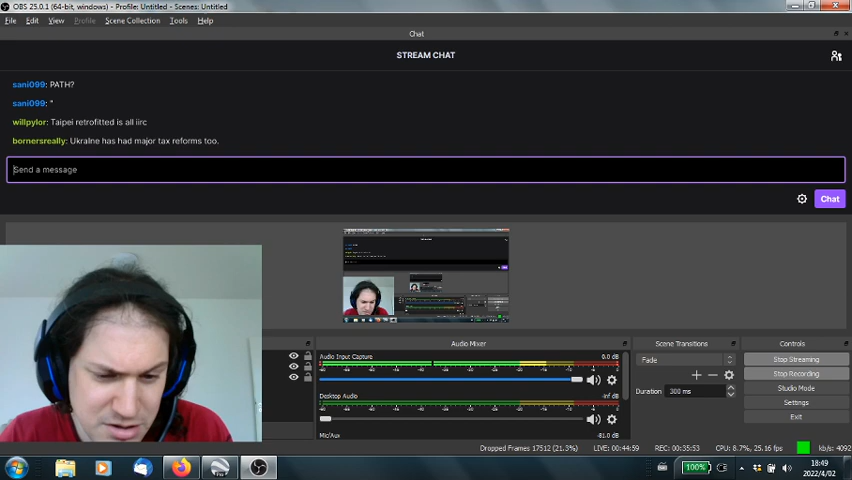 OBS 25.0.1 (64-bit, windows) - Profile: Untitled - Scenes: Untitled
File Edit View Profile Scene Collection Tools Help
Chat
STREAM CHAT
sani099: PATH?
sani099: "
willpylor: Taipei retrofitted is all iirc
bornersreally: Ukraine has had major tax reforms too.
Send a message
Chat
Audio Mixer
Scene Transitions
Controls
Audio Input Capture 0.0 dB
Fade
Stop Streaming
Stop Recording
Desktop Audio -inf dB
Duration 300 ms
Studio Mode
Settings
Mic/Aux -81.0 dB
Exit
Dropped Frames 17512 (21.3%) LIVE: 00:44:59 REC: 00:35:53 CPU: 8.7%, 25.16 fps kb/s: 4092
100%
18:49
2022/4/02